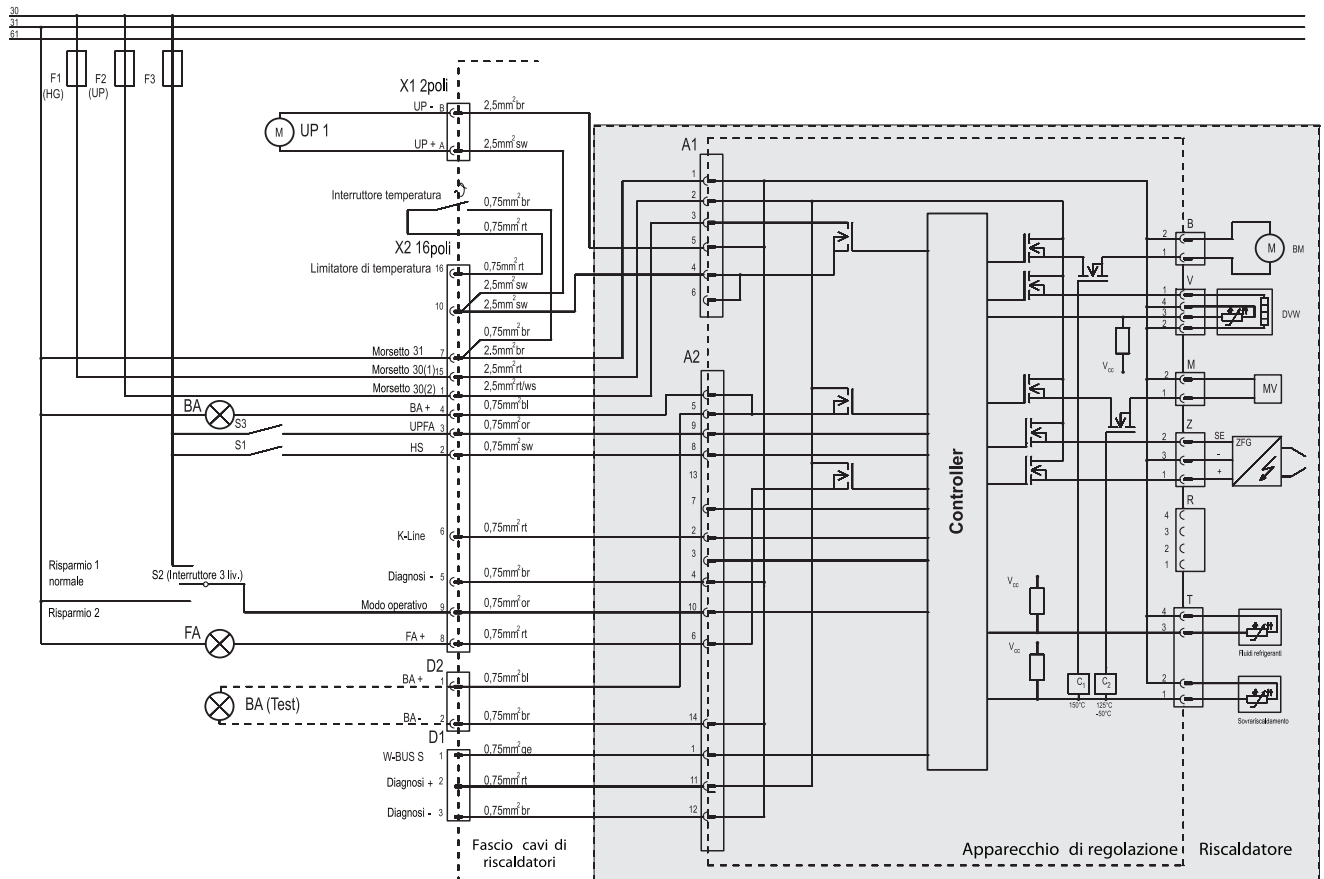 30
31
61
F1
(HG)
F2
(UP)
F3
X1 2poli
UP - B
2,5mm² br
M
UP 1
UP + A
2,5mm² sw
Interruttore temperatura
0,75mm² br
0,75mm² rt
X2 16poli
Limitatore di temperatura 16
0,75mm² rt
2,5mm² sw
10
2,5mm² sw
0,75mm² br
Morsetto 31 7
2,5mm² br
Morsetto 30(1) 15
2,5mm² rt
Morsetto 30(2) 1
2,5mm² rt/ws
BA
BA + 4
0,75mm² bl
S3
UPFA 3
0,75mm² or
S1
HS 2
0,75mm² sw
K-Line 6
0,75mm² rt
Risparmio 1
normale
S2 (Interruttore 3 liv.)
Diagnosi - 5
0,75mm² br
Risparmio 2
Modo operativo 9
0,75mm² or
FA
FA + 8
0,75mm² rt
D2
BA + 1
0,75mm² bl
BA (Test)
BA - 2
0,75mm² br
D1
W-BUS S 1
0,75mm² ge
Diagnosi + 2
0,75mm² rt
Diagnosi - 3
0,75mm² br
Fascio cavi di
riscaldatori
A1
1
2
3
5
4
6
A2
5
9
8
13
7
2
3
4
10
6
14
1
11
12
Controller
B
2
1
M
BM
V
1
4
3
2
DVW
Vcc
M
2
1
MV
Z
2
SE
ZFG
3
-
1
+
R
4
3
2
1
T
4
3
Fluidi refrigeranti
2
1
Sovrariscaldamento
Vcc
Vcc
C1
150°C
C2
125°C
-50°C
Apparecchio di regolazione
Riscaldatore